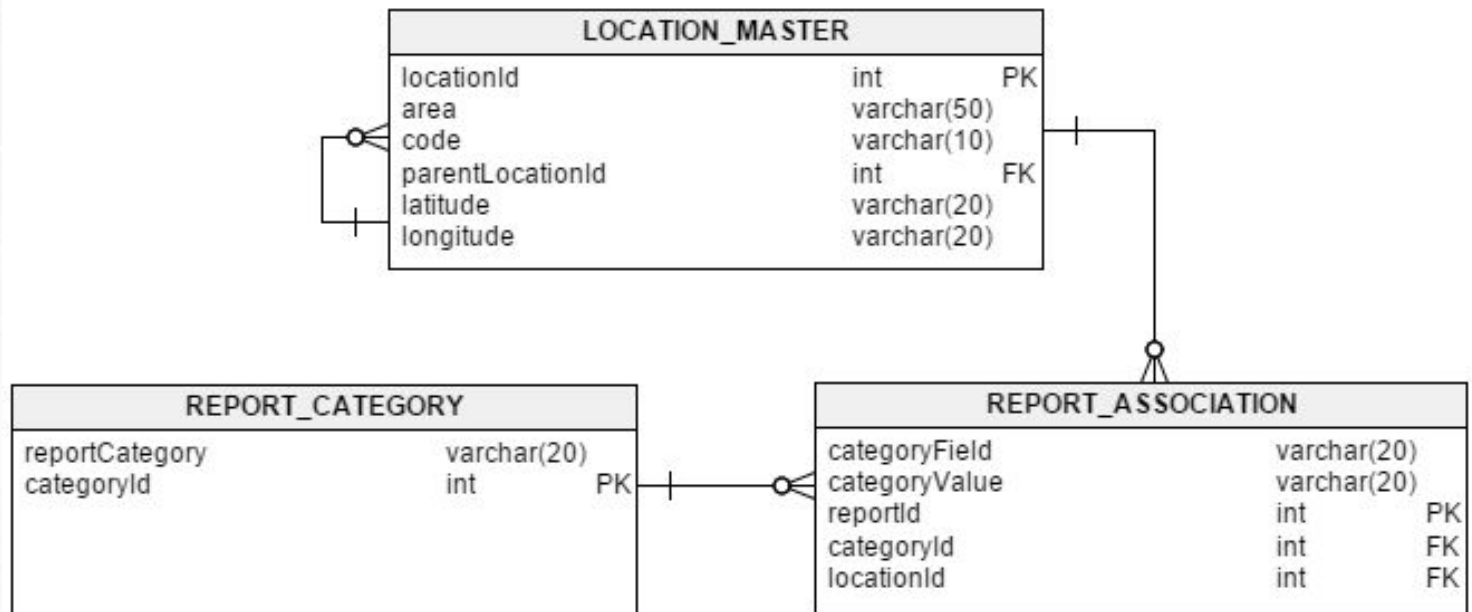 LOCATION_MASTER
locationId int PK
area varchar(50)
code varchar(10)
parentLocationId int FK
latitude varchar(20)
longitude varchar(20)
REPORT_CATEGORY
reportCategory varchar(20)
categoryId int PK
REPORT_ASSOCIATION
categoryField varchar(20)
categoryValue varchar(20)
reportId int PK
categoryId int FK
locationId int FK